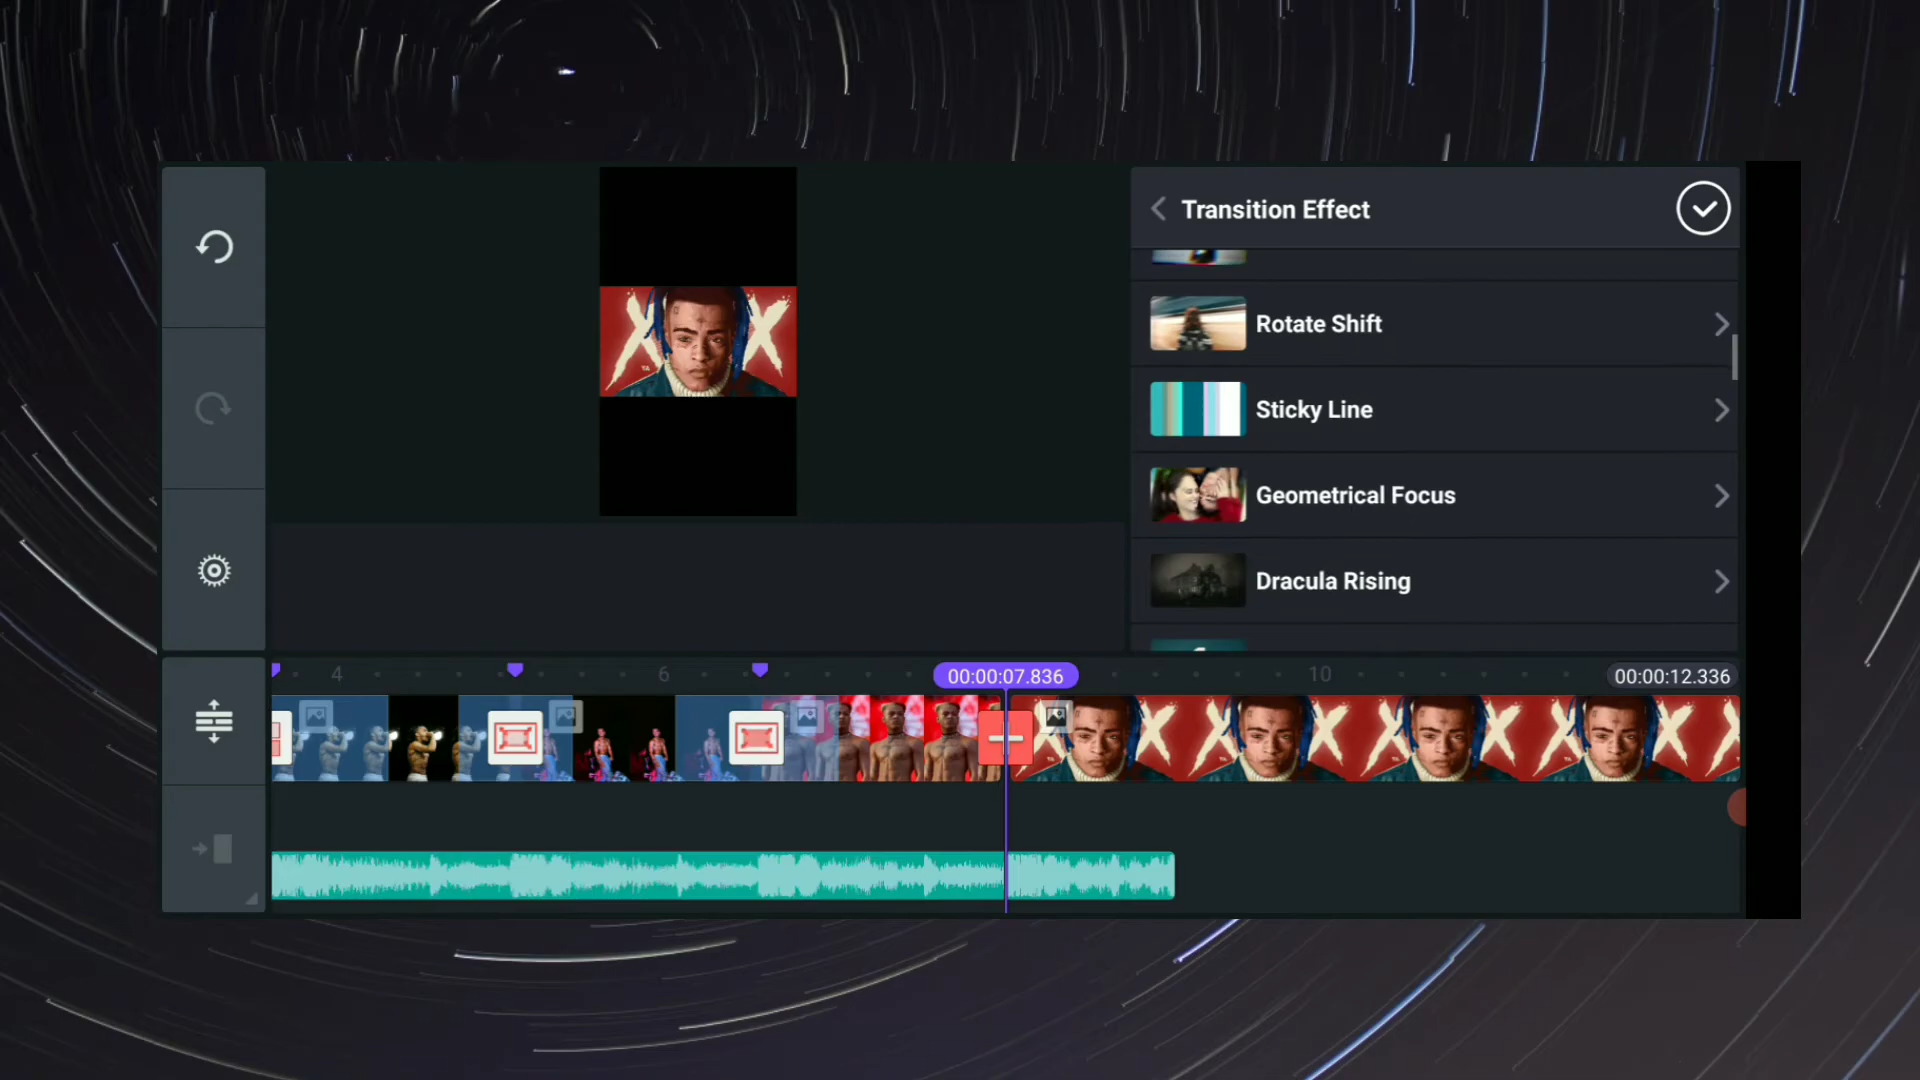 Transition Effect
Rotate Shift
Sticky Line
Geometrical Focus
Dracula Rising
4
6
00:00:07.836
10
00:00:12.336